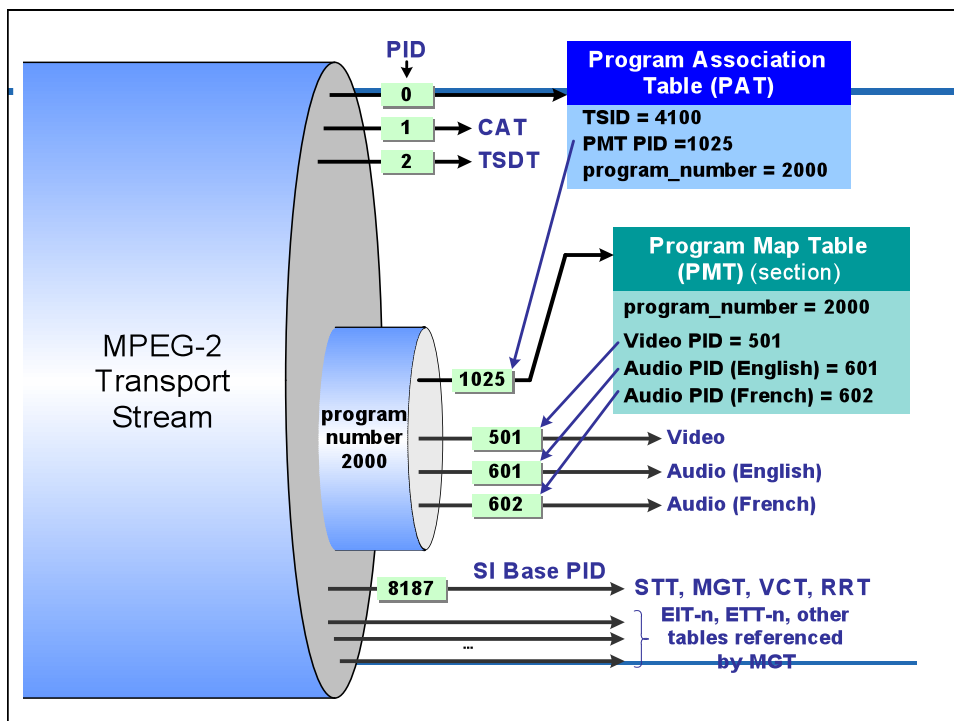 PID
0
1
CAT
2
TSDT
Program Association
Table (PAT)
TSID = 4100
PMT PID =1025
program_number = 2000
Program Map Table
(PMT) (section)
program_number = 2000
Video PID = 501
Audio PID (English) = 601
Audio PID (French) = 602
MPEG-2
Transport
Stream
program
number
2000
1025
501
Video
601
Audio (English)
602
Audio (French)
8187
SI Base PID
STT, MGT, VCT, RRT
EIT-n, ETT-n, other
tables referenced
by MGT
...